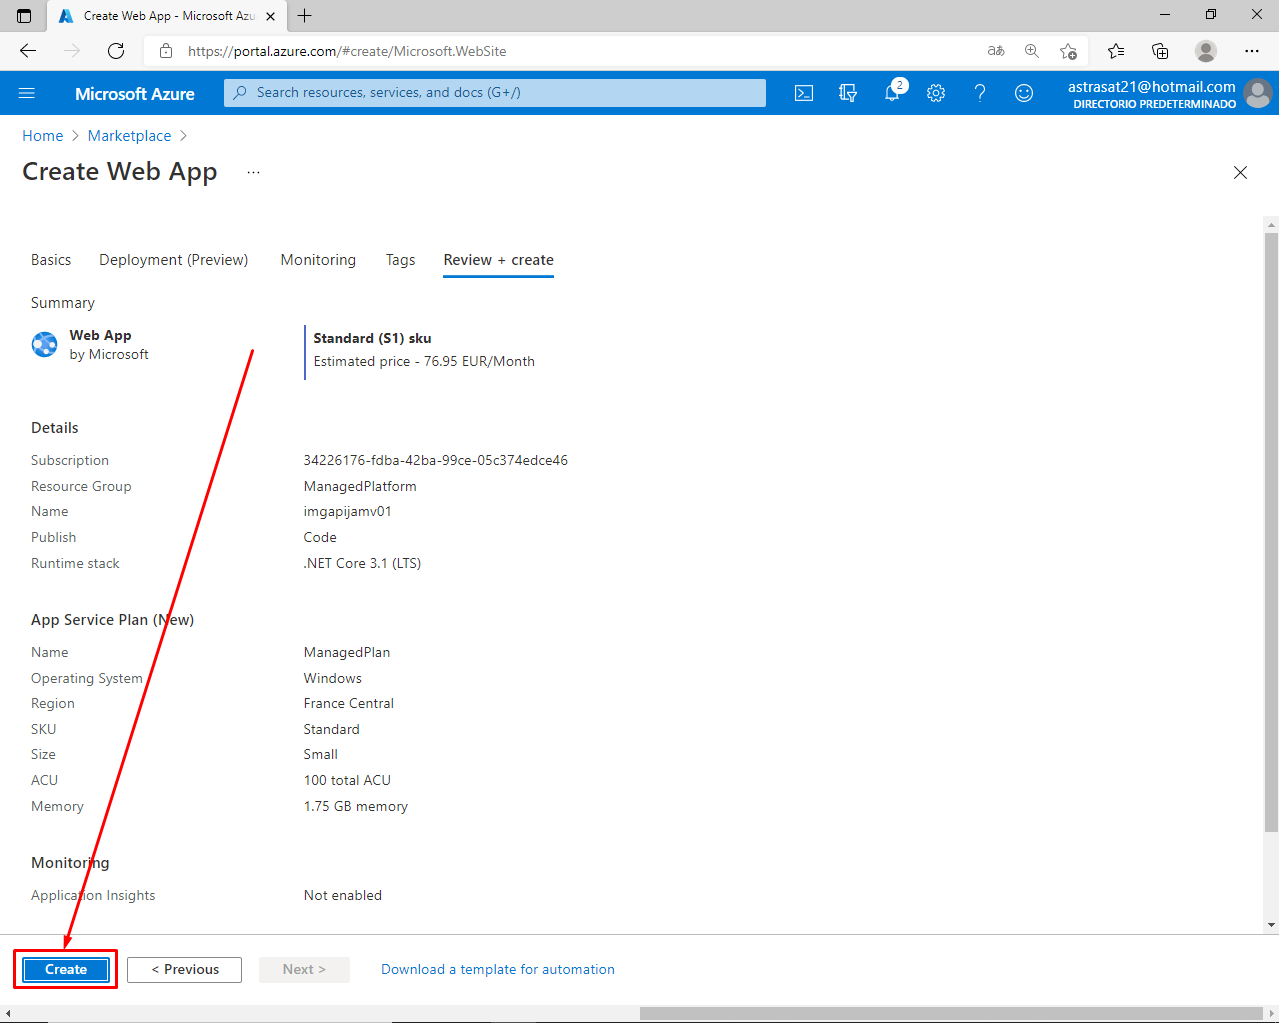 Create Web App - Microsoft Azu
https://portal.azure.com/#create/Microsoft.WebSite
Microsoft Azure
Search resources, services, and docs (G+/)
2
astrasat21@hotmail.com
DIRECTORIO PREDETERMINADO
Home > Marketplace >
Create Web App ...
Basics Deployment (Preview) Monitoring Tags Review + create
Summary
Web App
by Microsoft
Standard (S1) sku
Estimated price - 76.95 EUR/Month
Details
Subscription 34226176-fdba-42ba-99ce-05c374edce46
Resource Group ManagedPlatform
Name imgapijamv01
Publish Code
Runtime stack .NET Core 3.1 (LTS)
App Service Plan (New)
Name ManagedPlan
Operating System Windows
Region France Central
SKU Standard
Size Small
ACU 100 total ACU
Memory 1.75 GB memory
Monitoring
Application Insights Not enabled
Create < Previous Next > Download a template for automation